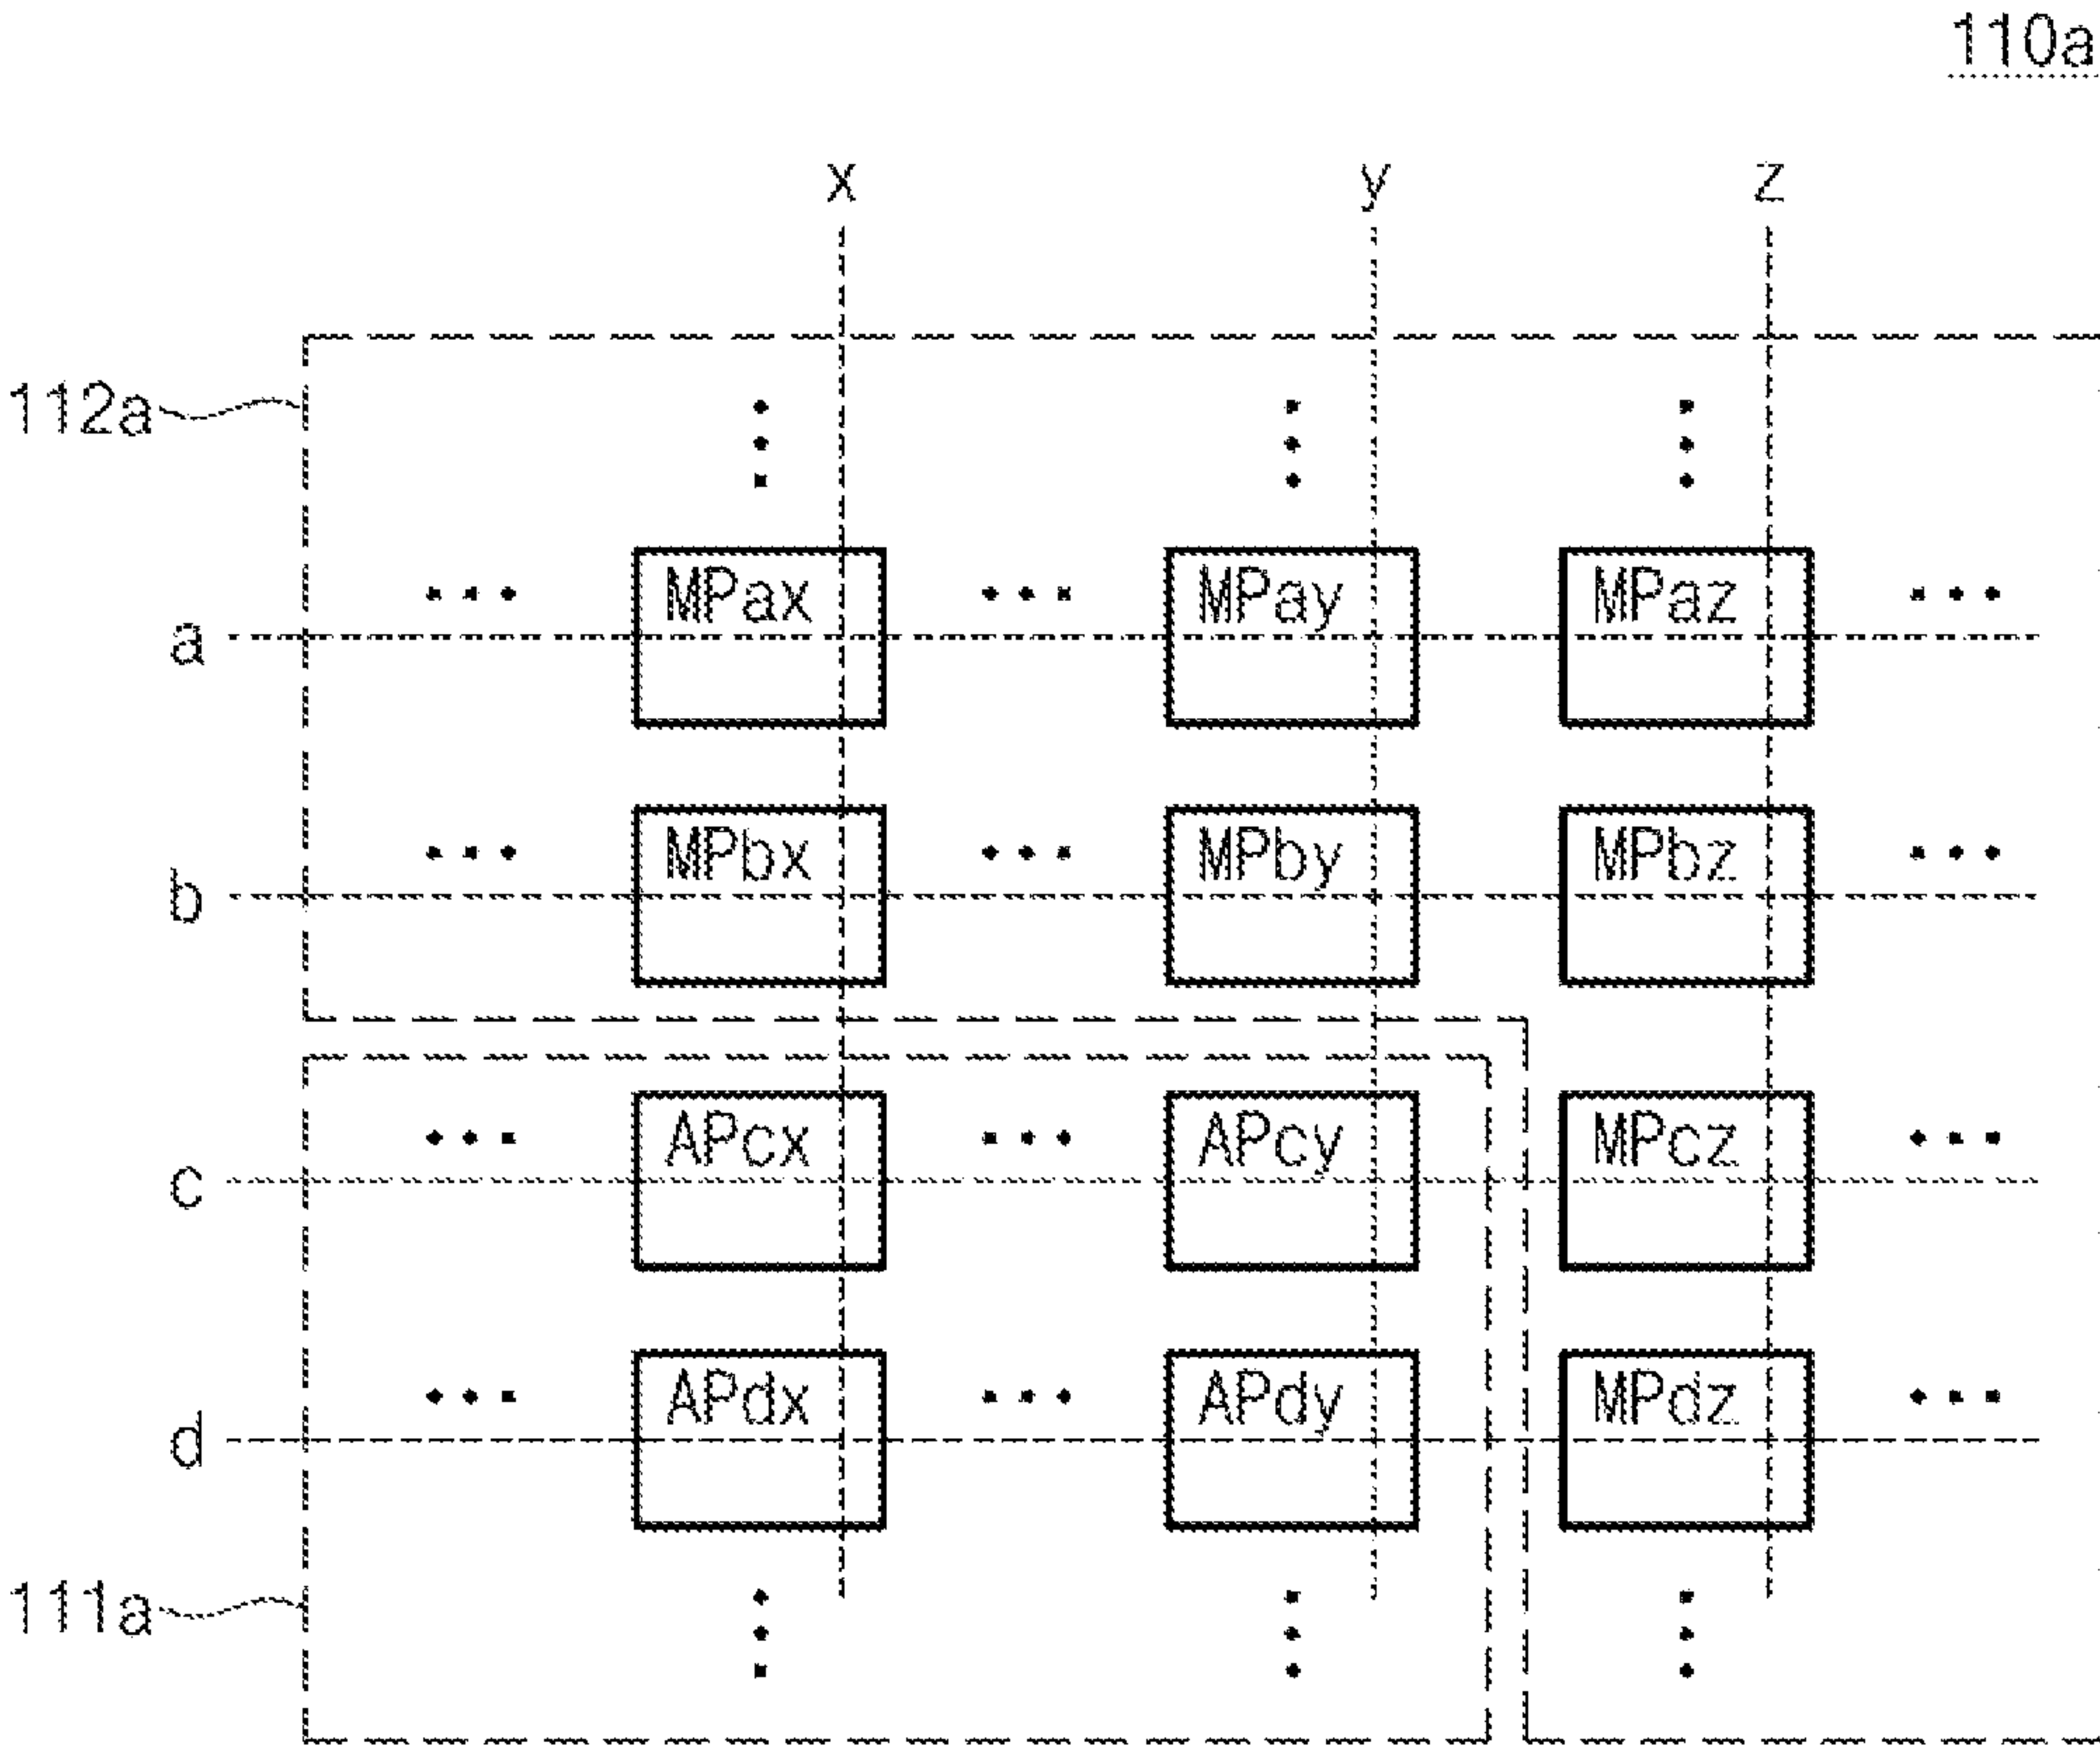 110a
x y z
112a
a MPax MPay MPaz
b MPbx MPby MPbz
c APcx APcy MPcz
d APdx APdy MPdz
111a